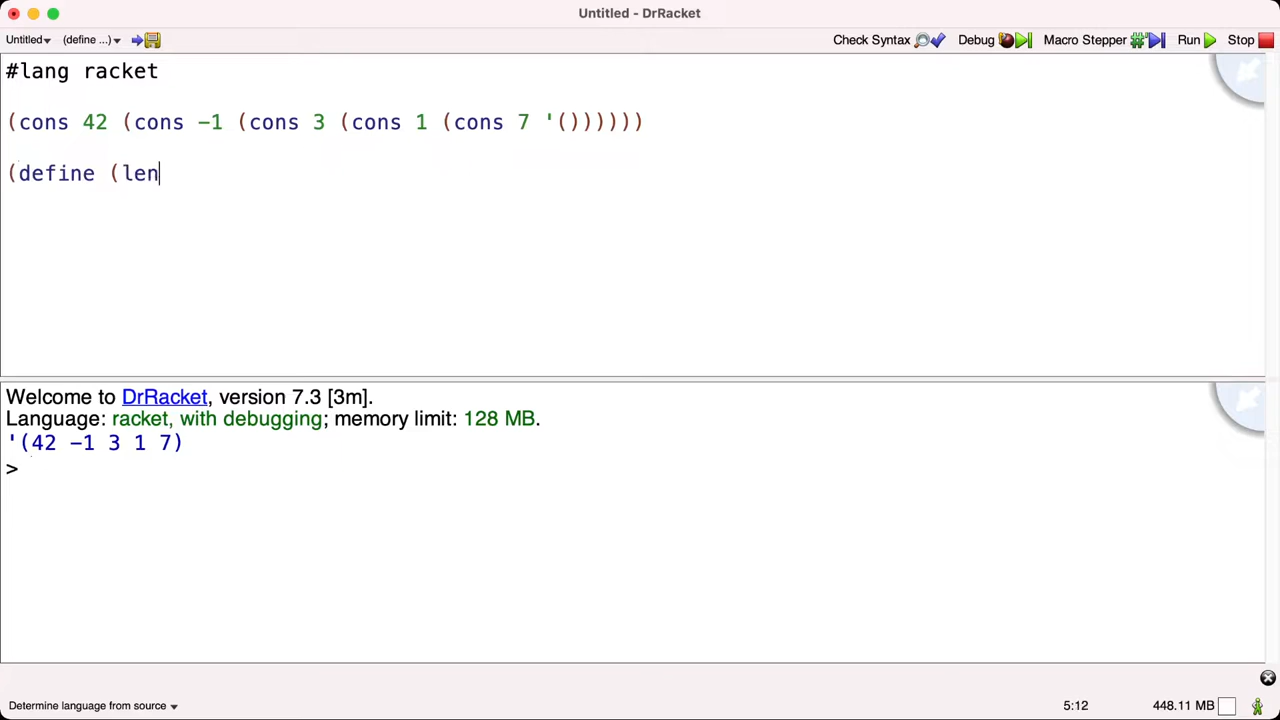 Untitled - DrRacket
Untitled (define ...) Check Syntax Debug Macro Stepper Run Stop
#lang racket
(cons 42 (cons -1 (cons 3 (cons 1 (cons 7 '())))))
(define (len
Welcome to DrRacket, version 7.3 [3m].
Language: racket, with debugging; memory limit: 128 MB.
'(42 -1 3 1 7)
>
Determine language from source 5:12 448.11 MB